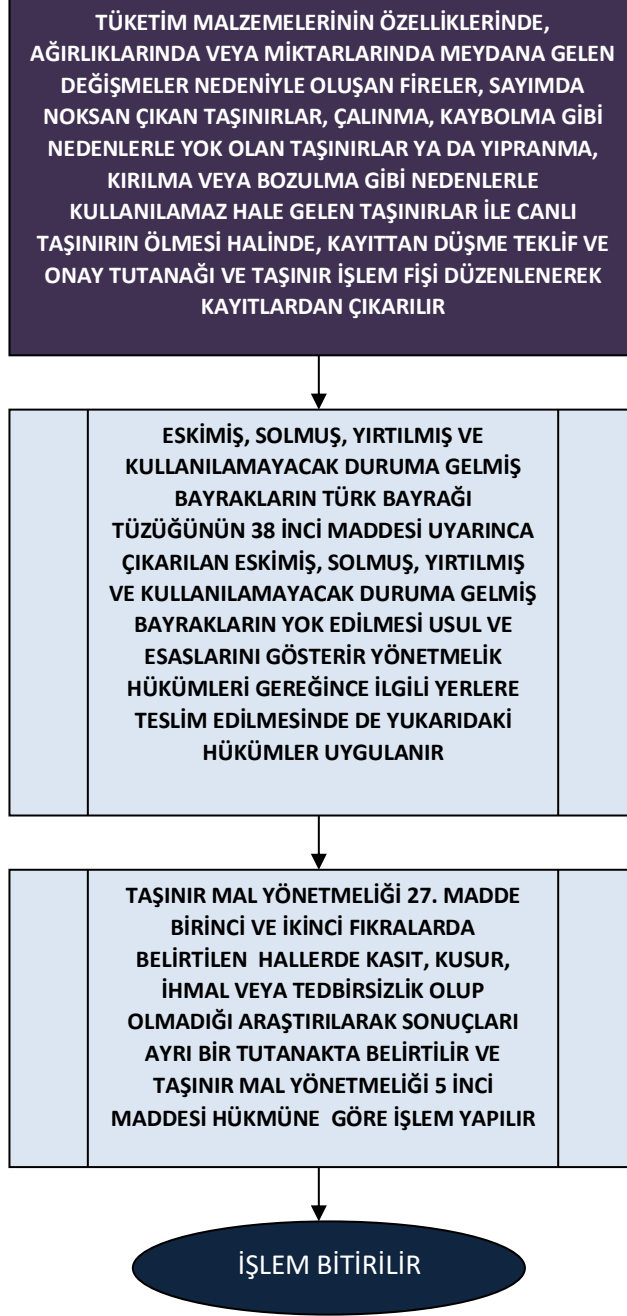 TÜKETİM MALZEMELERİNİN ÖZELLİKLERİNDE,
AĞIRLIKLARINDA VEYA MİKTARLARINDA MEYDANA GELEN
DEĞİŞMELER NEDENİYLE OLUŞAN FİRELER, SAYIMDA
NOKSAN ÇIKAN TAŞINIRLAR, ÇALINMA, KAYBOLMA GİBİ
NEDENLERLE YOK OLAN TAŞINIRLAR YA DA YIPRANMA,
KIRILMA VEYA BOZULMA GİBİ NEDENLERLE
KULLANILAMAZ HALE GELEN TAŞINIRLAR İLE CANLI
TAŞINIRIN ÖLMESİ HALİNDE, KAYITTAN DÜŞME TEKLİF VE
ONAY TUTANAĞI VE TAŞINIR İŞLEM FİŞİ DÜZENLENEREK
KAYITLARDAN ÇIKARILIR
ESKİMİŞ, SOLMUŞ, YIRTILMIŞ VE
KULLANILAMAYACAK DURUMA GELMİŞ
BAYRAKLARIN TÜRK BAYRAĞI
TÜZÜĞÜNÜN 38 İNCİ MADDESİ UYARINCA
ÇIKARILAN ESKİMİŞ, SOLMUŞ, YIRTILMIŞ
VE KULLANILAMAYACAK DURUMA GELMİŞ
BAYRAKLARIN YOK EDİLMESİ USUL VE
ESASLARINI GÖSTERİR YÖNETMELİK
HÜKÜMLERİ GEREĞİNCE İLGİLİ YERLERE
TESLİM EDİLMESİNDE DE YUKARIDAKİ
HÜKÜMLER UYGULANIR
TAŞINIR MAL YÖNETMELİĞİ 27. MADDE
BİRİNCİ VE İKİNCİ FIKRALARDA
BELİRTİLEN HALLERDE KASIT, KUSUR,
İHMAL VEYA TEDBİRSİZLİK OLUP
OLMADIĞI ARAŞTIRILARAK SONUÇLARI
AYRI BİR TUTANAKTA BELİRTİLİR VE
TAŞINIR MAL YÖNETMELİĞİ 5 İNCİ
MADDESİ HÜKMÜNE GÖRE İŞLEM YAPILIR
İŞLEM BİTİRİLİR